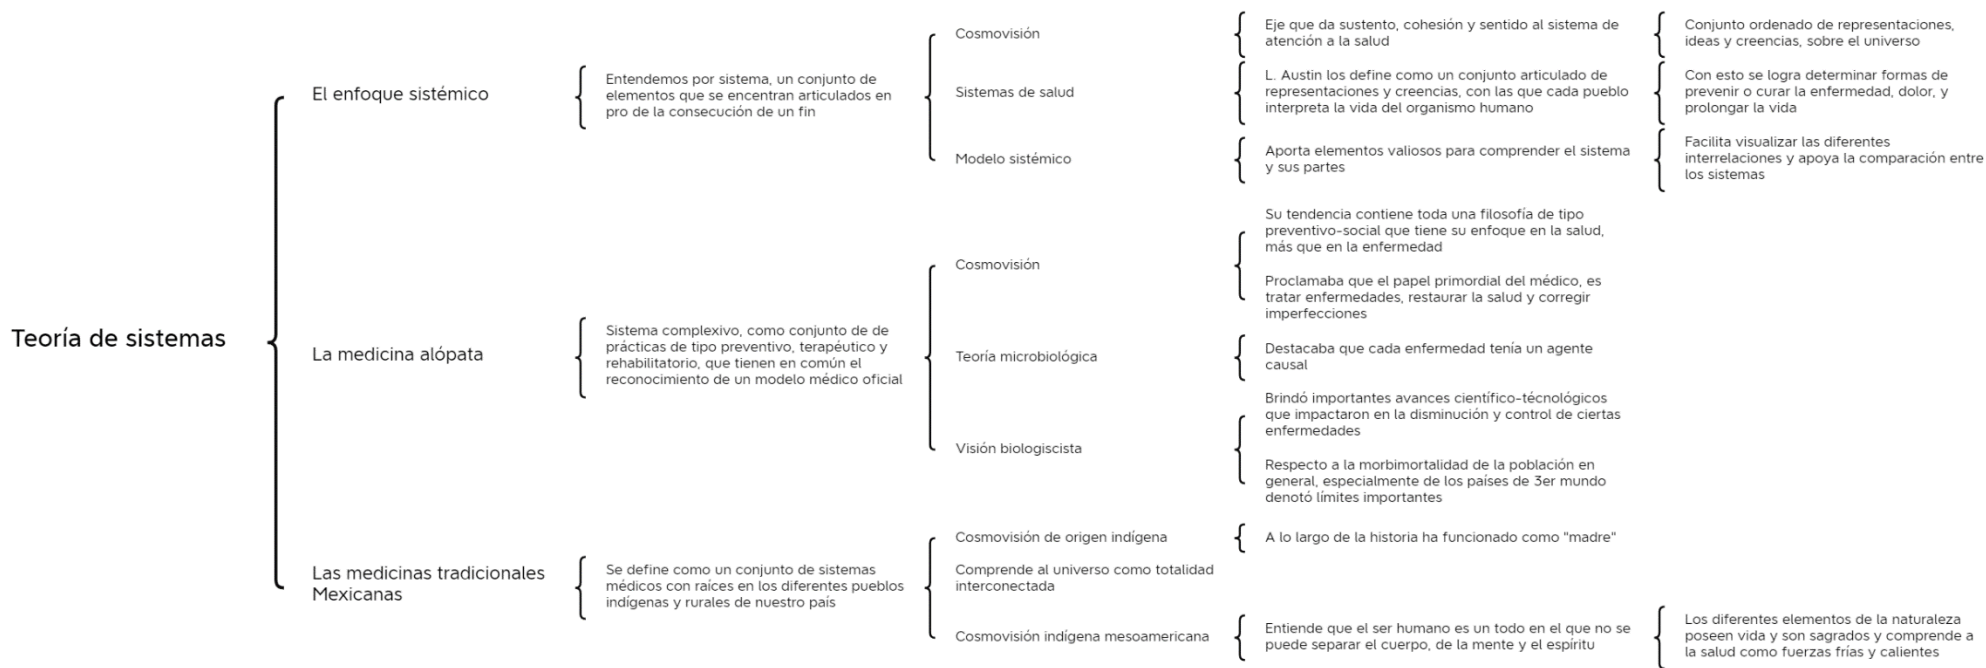 Teoría de sistemas
El enfoque sistémico
Entendemos por sistema, un conjunto de
elementos que se encuentran articulados en
pro de la consecución de un fin
Cosmovisión
Eje que da sustento, cohesión y sentido al sistema de
atención a la salud
Conjunto ordenado de representaciones,
ideas y creencias, sobre el universo
Sistemas de salud
L. Austin los define como un conjunto articulado de
representaciones y creencias, con las que cada pueblo
interpreta la vida del organismo humano
Con esto se logra determinar formas de
prevenir o curar la enfermedad, dolor, y
prolongar la vida
Modelo sistémico
Aporta elementos valiosos para comprender el sistema
y sus partes
Facilita visualizar las diferentes
interrelaciones y apoya la comparación entre
los sistemas
La medicina alópata
Sistema complexivo, como conjunto de de
prácticas de tipo preventivo, terapéutico y
rehabilitatorio, que tienen en común el
reconocimiento de un modelo médico oficial
Cosmovisión
Su tendencia contiene toda una filosofía de tipo
preventivo-social que tiene su enfoque en la salud,
más que en la enfermedad
Proclamaba que el papel primordial del médico, es
tratar enfermedades, restaurar la salud y corregir
imperfecciones
Teoría microbiológica
Destacaba que cada enfermedad tenía un agente
causal
Visión biologiscista
Brindó importantes avances científico-técnológicos
que impactaron en la disminución y control de ciertas
enfermedades
Respecto a la morbimortalidad de la población en
general, especialmente de los países de 3er mundo
denotó límites importantes
Las medicinas tradicionales
Mexicanas
Se define como un conjunto de sistemas
médicos con raíces en los diferentes pueblos
indígenas y rurales de nuestro país
Cosmovisión de origen indígena
A lo largo de la historia ha funcionado como "madre"
Comprende al universo como totalidad
interconectada
Cosmovisión indígena mesoamericana
Entiende que el ser humano es un todo en el que no se
puede separar el cuerpo, de la mente y el espíritu
Los diferentes elementos de la naturaleza
poseen vida y son sagrados y comprende a
la salud como fuerzas frías y calientes